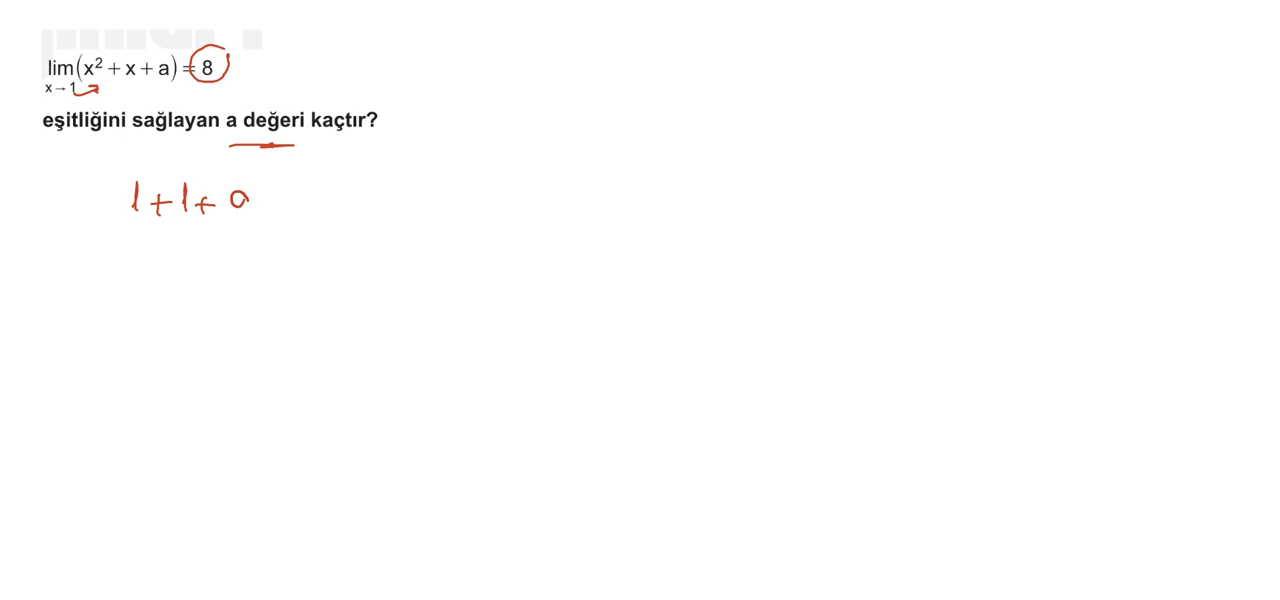 lim(x² + x + a) = 8
x→1
eşitliğini sağlayan a değeri kaçtır?
1+1+a